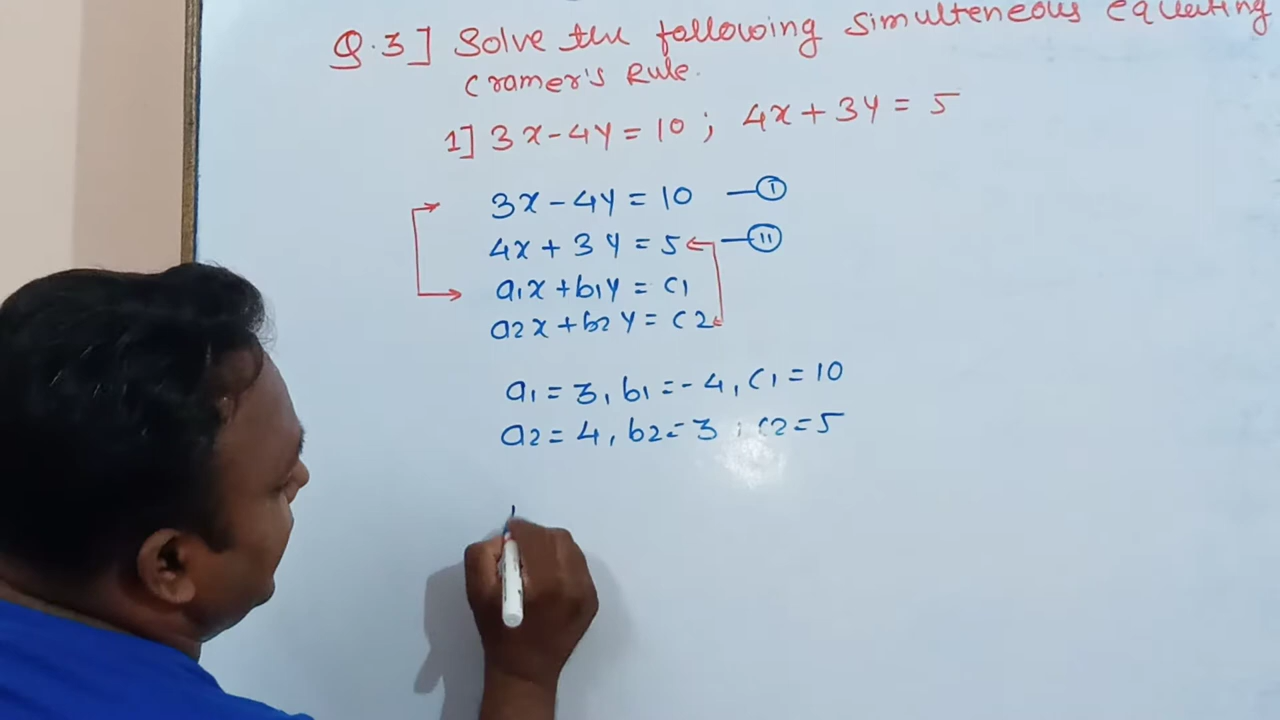 Q.3] Solve the following simulteneous equating
Cramer's Rule.
1] 3x-4y=10; 4x+3y=5
3x-4y=10 —(I)
4x+3y=5 —(II)
a1x+b1y=c1
a2x+b2y=c2
a1=3, b1=-4, c1=10
a2=4, b2=3, c2=5